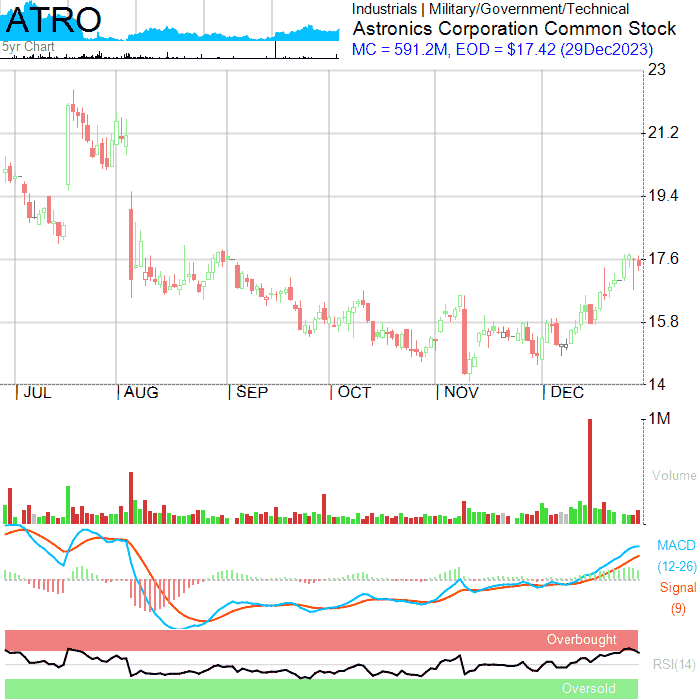 ATRO
5yr Chart
Industrials | Military/Government/Technical
Astronics Corporation Common Stock
MC = 591.2M, EOD = $17.42 (29Dec2023)
23
21.2
19.4
17.6
15.8
14
JUL AUG SEP OCT NOV DEC
1M
Volume
MACD
(12-26)
Signal
(9)
Overbought
RSI(14)
Oversold